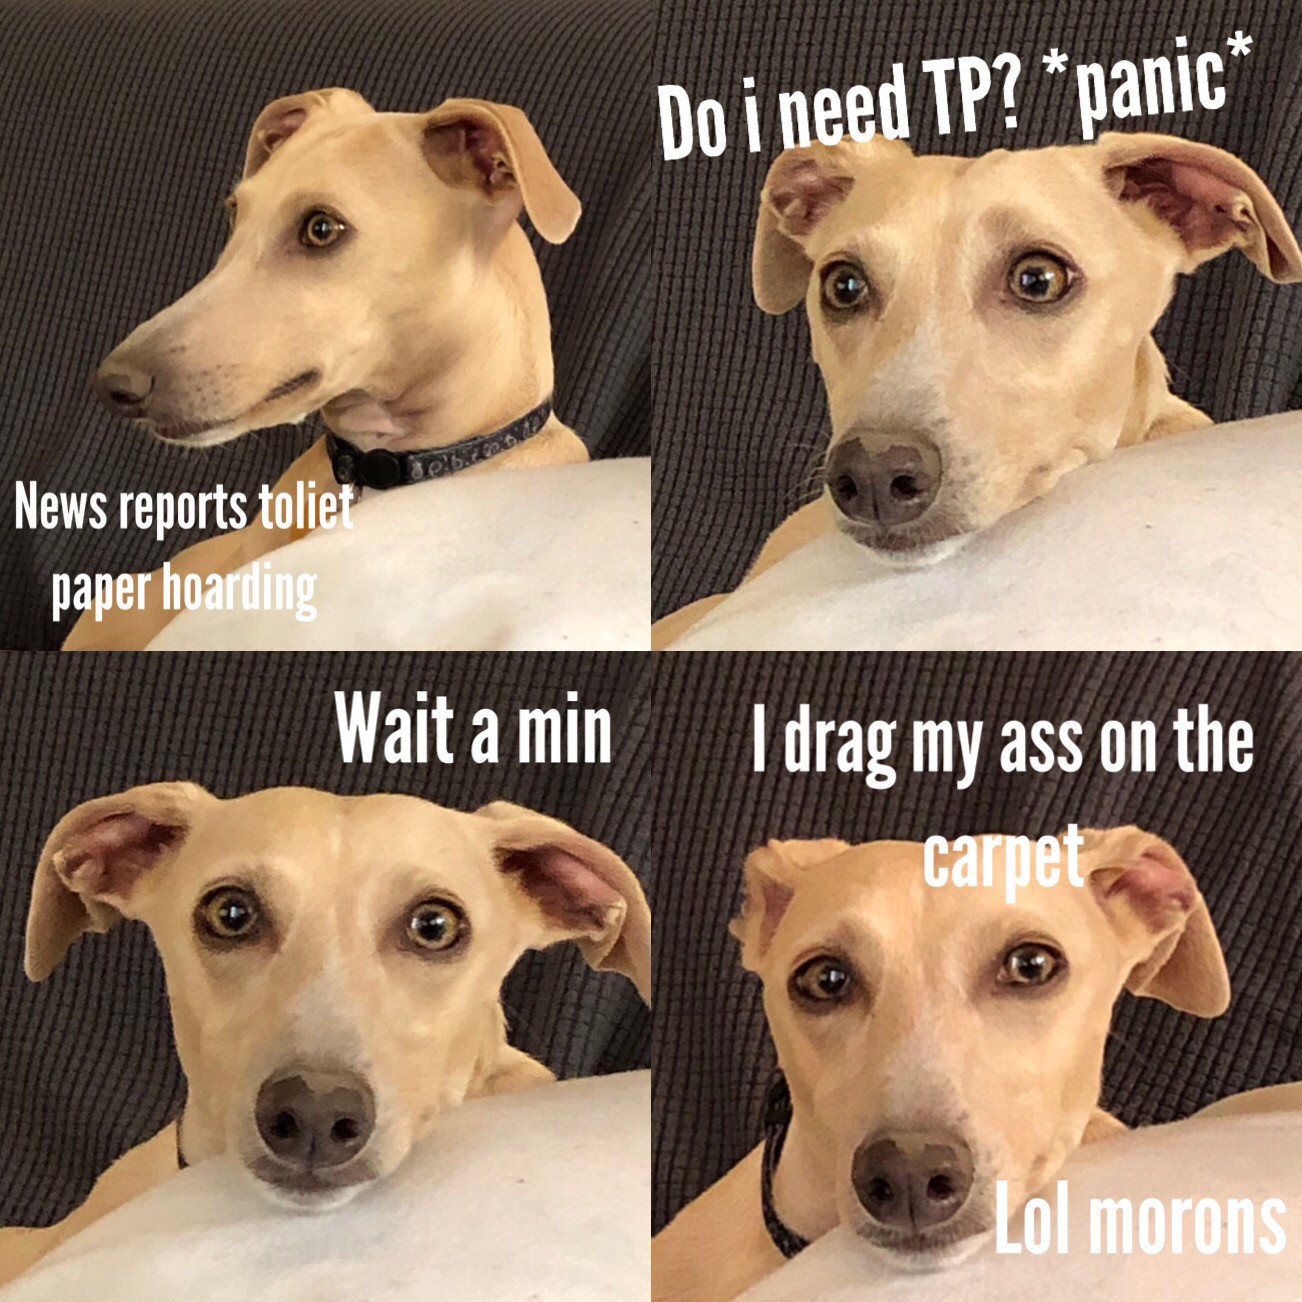 News reports toliet
paper hoarding
Do i need TP? *panic*
Wait a min
I drag my ass on the
carpet
Lol morons